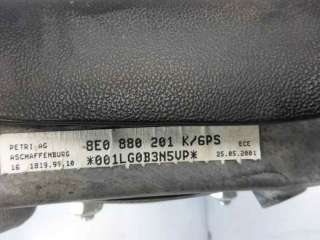 PETRI AG 8E0 880 201 K/6PS ECE
ASCHAFFENBURG *001LG0B3N5VP* 25.05.2001
16 1819.99,10